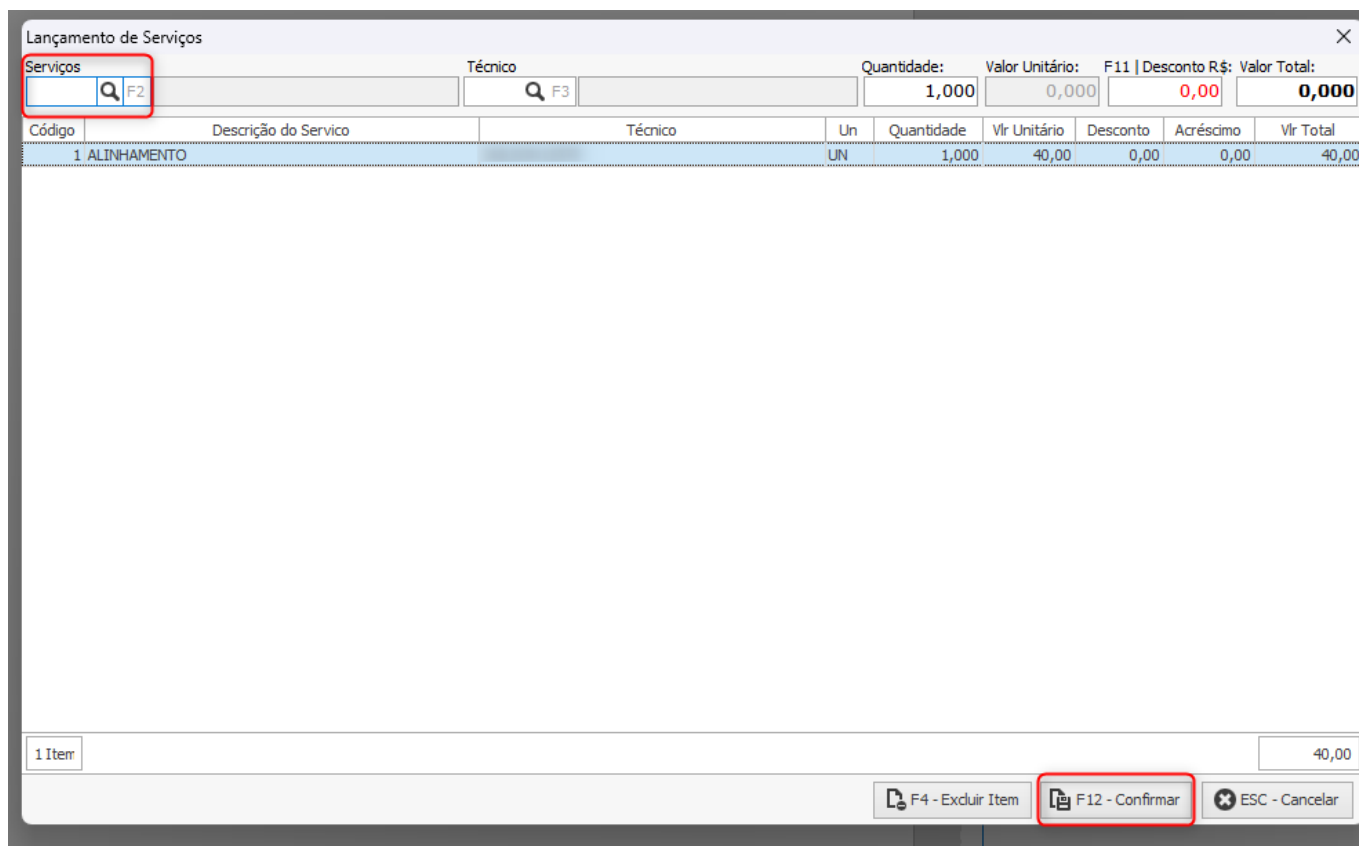 Lançamento de Serviços
Serviços Técnico Quantidade: Valor Unitário: F11 | Desconto R$: Valor Total:
F2 F3 1,000 0,000 0,00 0,000
Código Descrição do Servico Técnico Un Quantidade Vlr Unitário Desconto Acréscimo Vlr Total
1 ALINHAMENTO UN 1,000 40,00 0,00 0,00 40,00
1 Item 40,00
F4 - Excluir Item F12 - Confirmar ESC - Cancelar